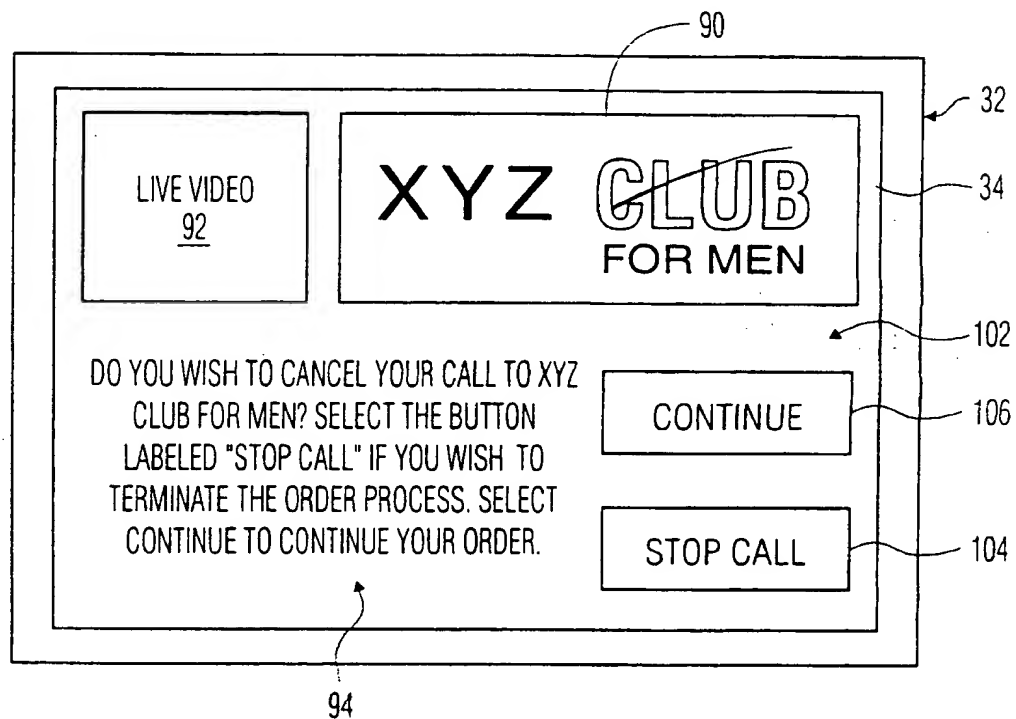 90
32
34
LIVE VIDEO
92
XYZ CLUB
FOR MEN
102
DO YOU WISH TO CANCEL YOUR CALL TO XYZ
CLUB FOR MEN? SELECT THE BUTTON
LABELED "STOP CALL" IF YOU WISH TO
TERMINATE THE ORDER PROCESS. SELECT
CONTINUE TO CONTINUE YOUR ORDER.
CONTINUE
106
STOP CALL
104
94